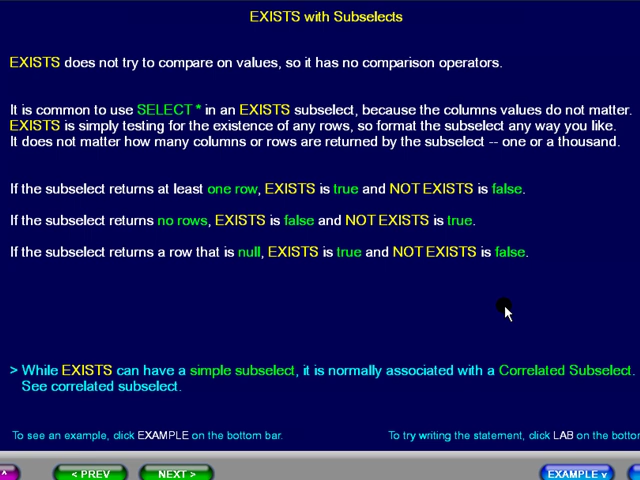 EXISTS with Subselects
EXISTS does not try to compare on values, so it has no comparison operators.
It is common to use SELECT * in an EXISTS subselect, because the columns values do not matter.
EXISTS is simply testing for the existence of any rows, so format the subselect any way you like.
It does not matter how many columns or rows are returned by the subselect -- one or a thousand.
If the subselect returns at least one row, EXISTS is true and NOT EXISTS is false.
If the subselect returns no rows, EXISTS is false and NOT EXISTS is true.
If the subselect returns a row that is null, EXISTS is true and NOT EXISTS is false.
> While EXISTS can have a simple subselect, it is normally associated with a Correlated Subselect.
See correlated subselect.
To see an example, click EXAMPLE on the bottom bar. To try writing the statement, click LAB on the bottom
^ < PREV NEXT > EXAMPLE v